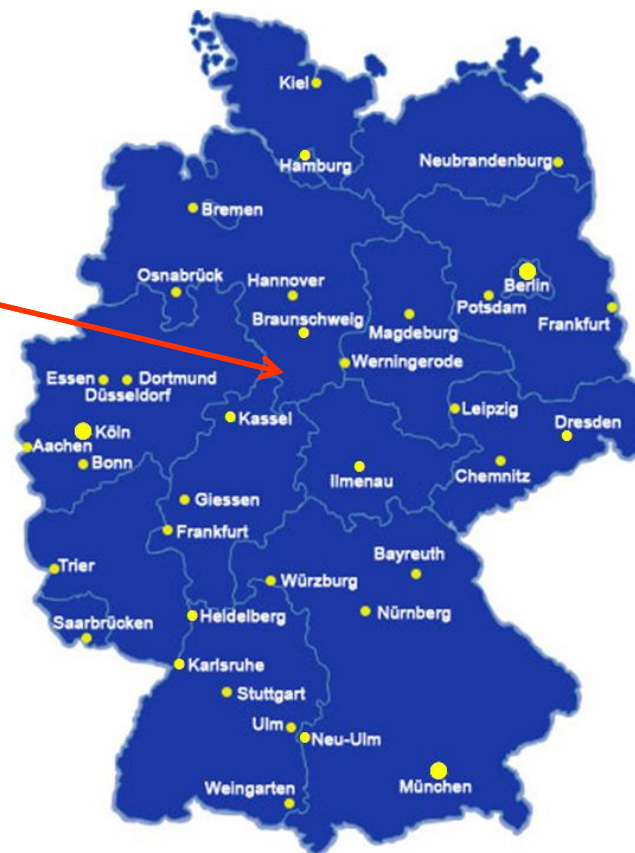 Kiel
Hamburg
Neubrandenburg
Bremen
Osnabrück
Hannover
Berlin
Potsdam
Braunschweig
Magdeburg
Frankfurt
Werningerode
Essen
Dortmund
Düsseldorf
Kassel
Leipzig
Dresden
Köln
Aachen
Bonn
Ilmenau
Chemnitz
Giessen
Frankfurt
Trier
Bayreuth
Würzburg
Nürnberg
Heidelberg
Saarbrücken
Karlsruhe
Stuttgart
Ulm
Neu-Ulm
Weingarten
München